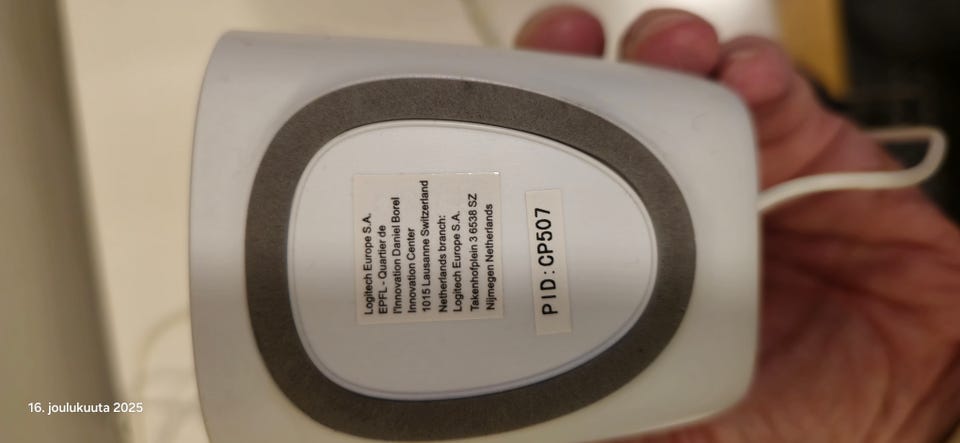 Logitech Europe S.A.
EPFL - Quartier de
l'Innovation Daniel Borel
Innovation Center
1015 Lausanne Switzerland
Netherlands branch:
Logitech Europe S.A.
Takenhofplein 3 6538 SZ
Nijmegen Netherlands
PID:CP507
16. joulukuuta 2025